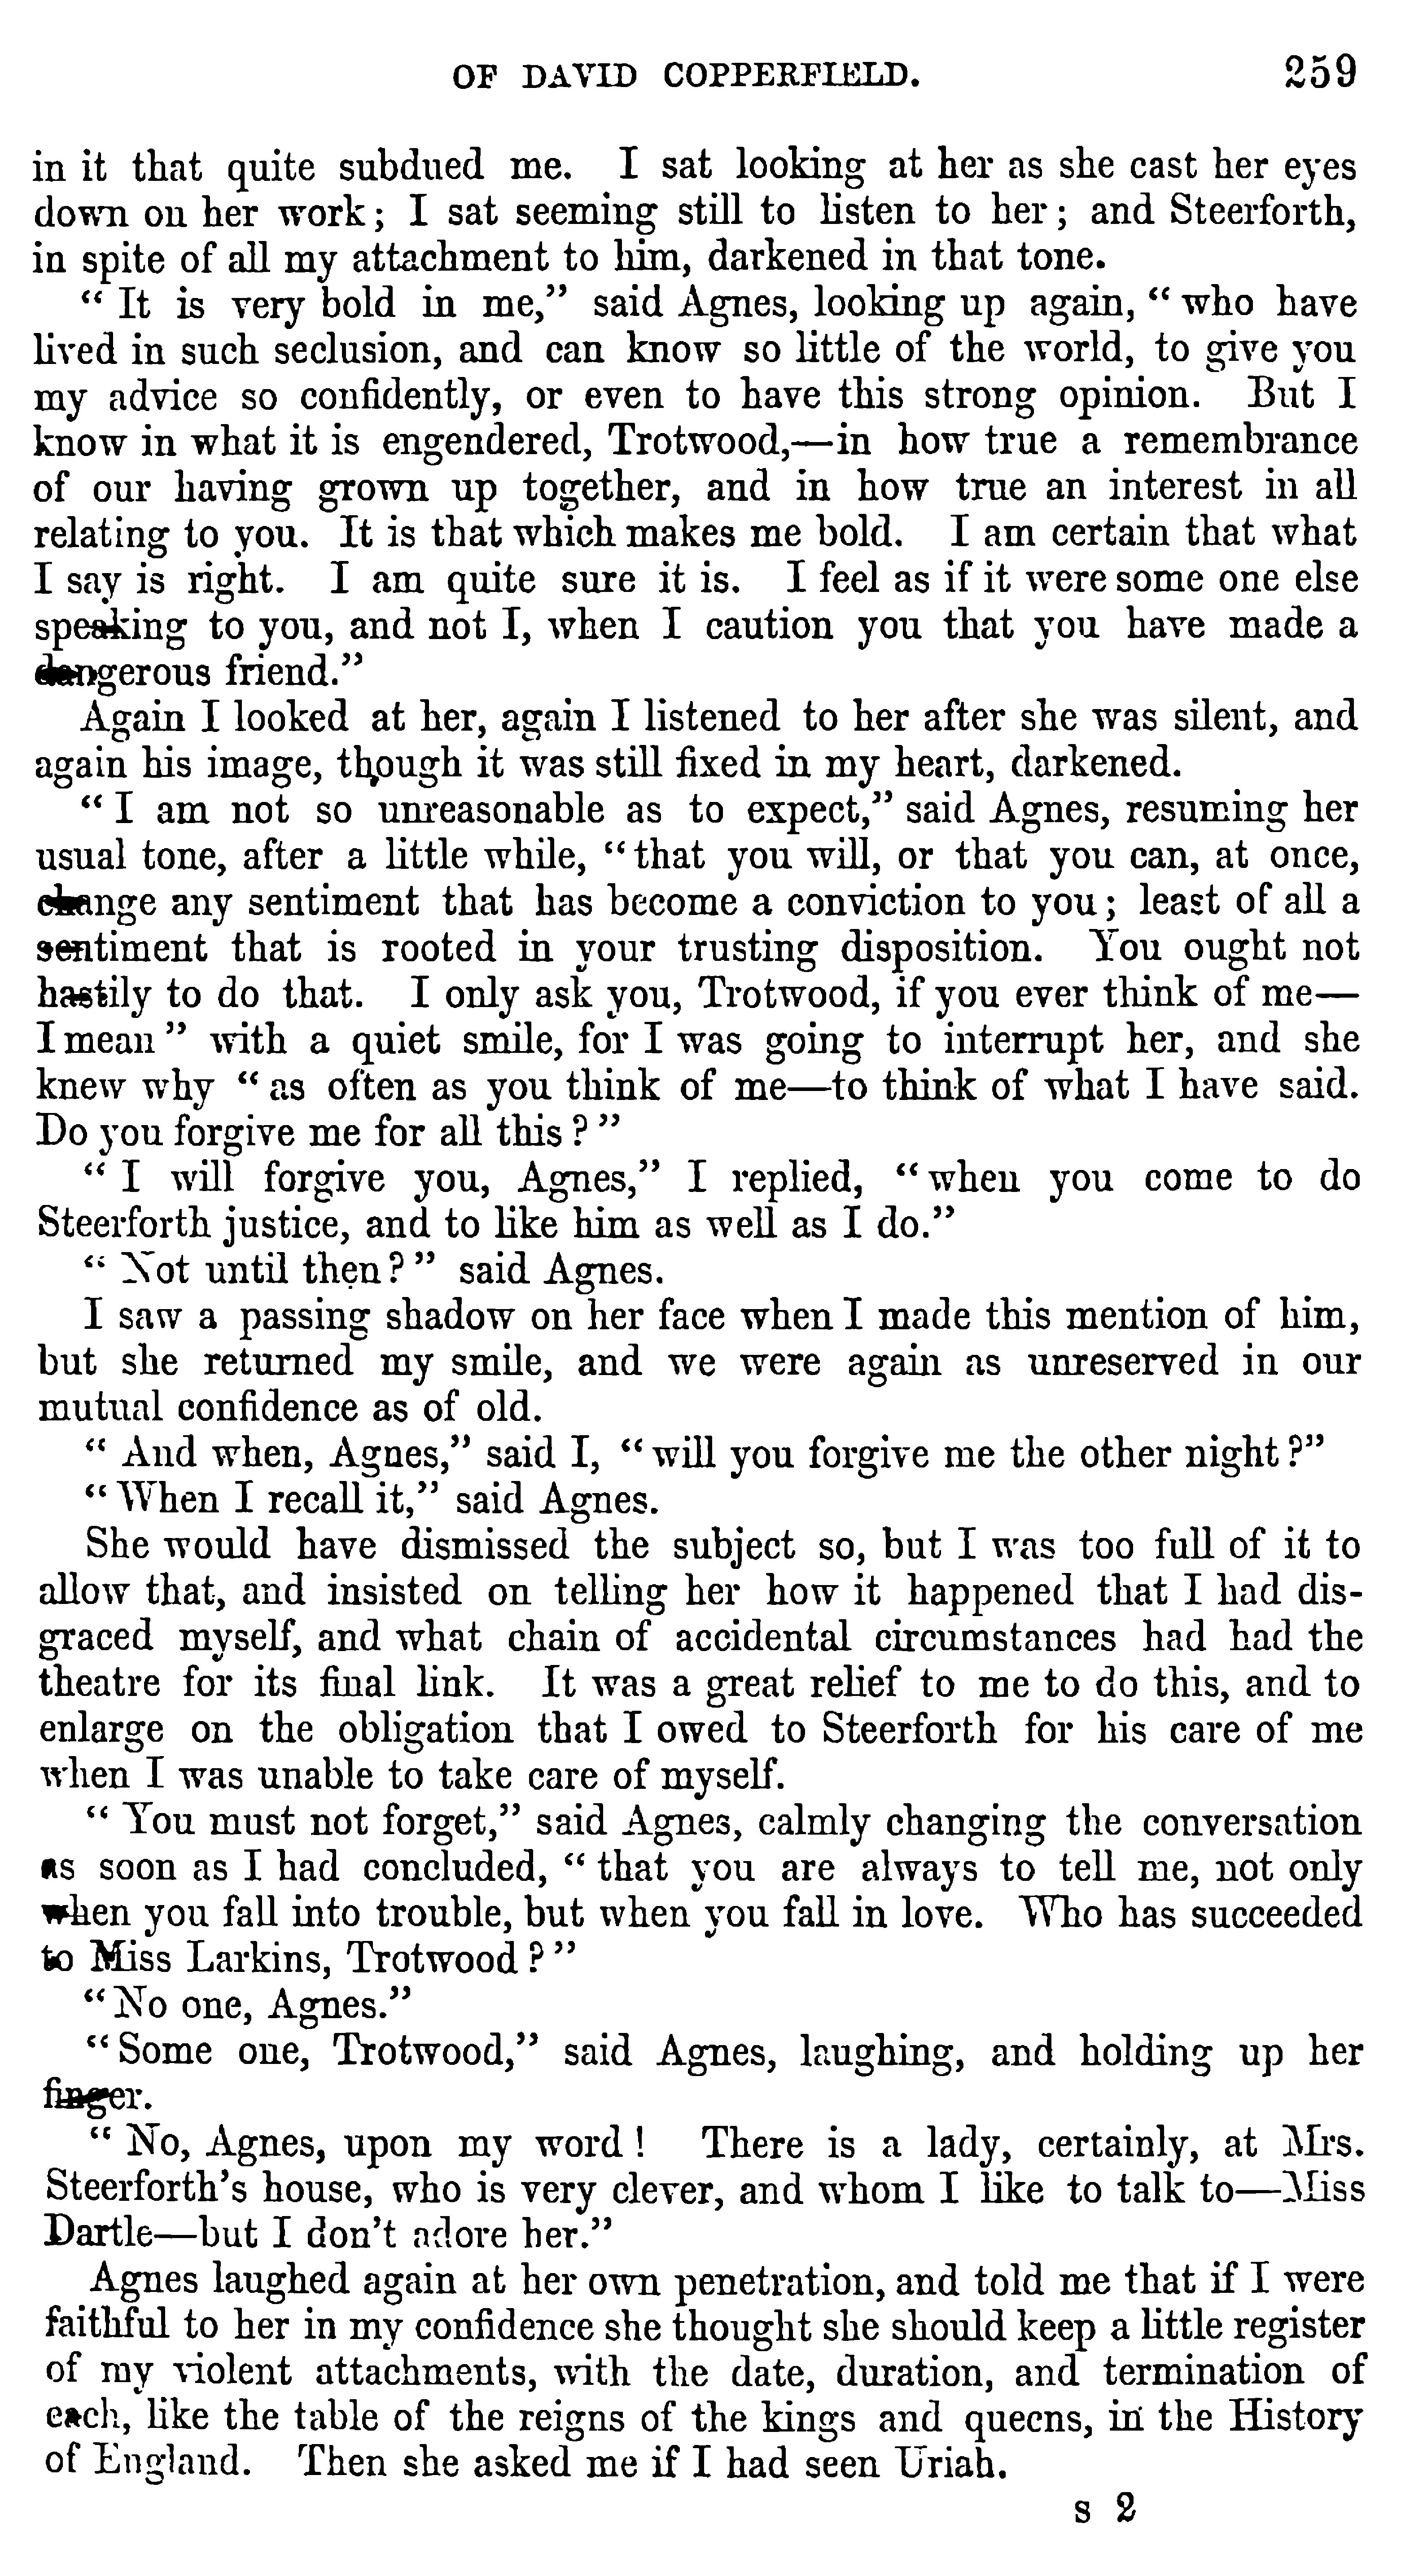 OF DAVID COPPERFIELD. 259
in it that quite subdued me. I sat looking at her as she cast her eyes
down on her work; I sat seeming still to listen to her; and Steerforth,
in spite of all my attachment to him, darkened in that tone.
“It is very bold in me,” said Agnes, looking up again, “who have
lived in such seclusion, and can know so little of the world, to give you
my advice so confidently, or even to have this strong opinion. But I
know in what it is engendered, Trotwood,—in how true a remembrance
of our having grown up together, and in how true an interest in all
relating to you. It is that which makes me bold. I am certain that what
I say is right. I am quite sure it is. I feel as if it were some one else
speaking to you, and not I, when I caution you that you have made a
dangerous friend.”
Again I looked at her, again I listened to her after she was silent, and
again his image, though it was still fixed in my heart, darkened.
“I am not so unreasonable as to expect,” said Agnes, resuming her
usual tone, after a little while, “that you will, or that you can, at once,
change any sentiment that has become a conviction to you; least of all a
sentiment that is rooted in your trusting disposition. You ought not
hastily to do that. I only ask you, Trotwood, if you ever think of me—
I mean” with a quiet smile, for I was going to interrupt her, and she
knew why “as often as you think of me—to think of what I have said.
Do you forgive me for all this?”
“I will forgive you, Agnes,” I replied, “when you come to do
Steerforth justice, and to like him as well as I do.”
“Not until then?” said Agnes.
I saw a passing shadow on her face when I made this mention of him,
but she returned my smile, and we were again as unreserved in our
mutual confidence as of old.
“And when, Agnes,” said I, “will you forgive me the other night?”
“When I recall it,” said Agnes.
She would have dismissed the subject so, but I was too full of it to
allow that, and insisted on telling her how it happened that I had dis-
graced myself, and what chain of accidental circumstances had had the
theatre for its final link. It was a great relief to me to do this, and to
enlarge on the obligation that I owed to Steerforth for his care of me
when I was unable to take care of myself.
“You must not forget,” said Agnes, calmly changing the conversation
as soon as I had concluded, “that you are always to tell me, not only
when you fall into trouble, but when you fall in love. Who has succeeded
to Miss Larkins, Trotwood?”
“No one, Agnes.”
“Some one, Trotwood,” said Agnes, laughing, and holding up her
finger.
“No, Agnes, upon my word! There is a lady, certainly, at Mrs.
Steerforth's house, who is very clever, and whom I like to talk to—Miss
Dartle—but I don't adore her.”
Agnes laughed again at her own penetration, and told me that if I were
faithful to her in my confidence she thought she should keep a little register
of my violent attachments, with the date, duration, and termination of
each, like the table of the reigns of the kings and queens, in the History
of England. Then she asked me if I had seen Uriah.
s 2